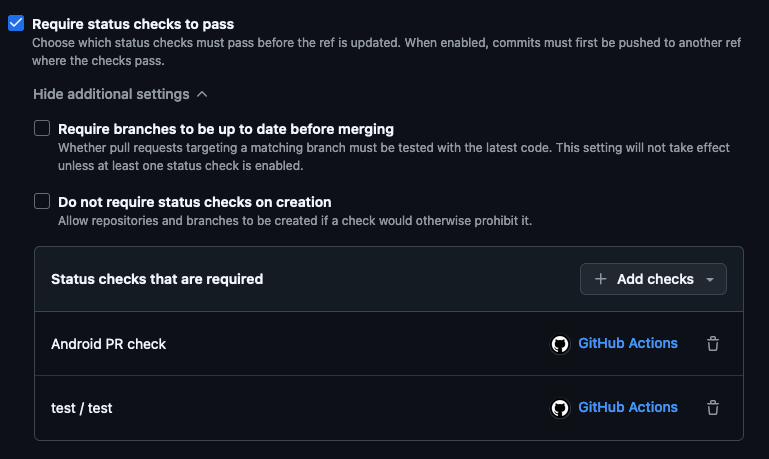 Require status checks to pass
Choose which status checks must pass before the ref is updated. When enabled, commits must first be pushed to another ref
where the checks pass.
Hide additional settings
Require branches to be up to date before merging
Whether pull requests targeting a matching branch must be tested with the latest code. This setting will not take effect
unless at least one status check is enabled.
Do not require status checks on creation
Allow repositories and branches to be created if a check would otherwise prohibit it.
Status checks that are required
Add checks
Android PR check
GitHub Actions
test / test
GitHub Actions